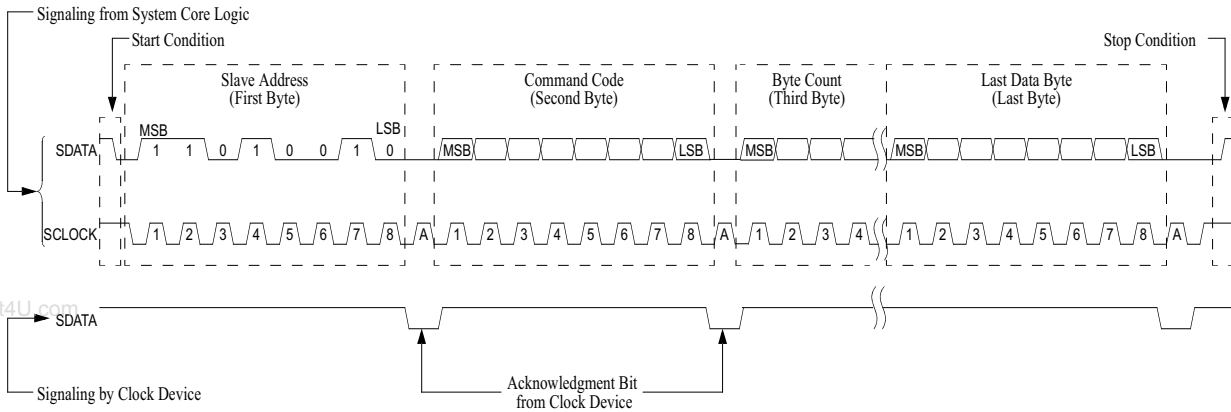 Signaling from System Core Logic
Start Condition
Stop Condition
Slave Address
(First Byte)
Command Code
(Second Byte)
Byte Count
(Third Byte)
Last Data Byte
(Last Byte)
SDATA
MSB
1 1 0 1 0 0 1 0
LSB
MSB
LSB
MSB
MSB
LSB
SCLOCK
1 2 3 4 5 6 7 8 A 1 2 3 4 5 6 7 8 A 1 2 3 4 1 2 3 4 5 6 7 8 A
t4U.com
SDATA
Signaling by Clock Device
Acknowledgment Bit
from Clock Device